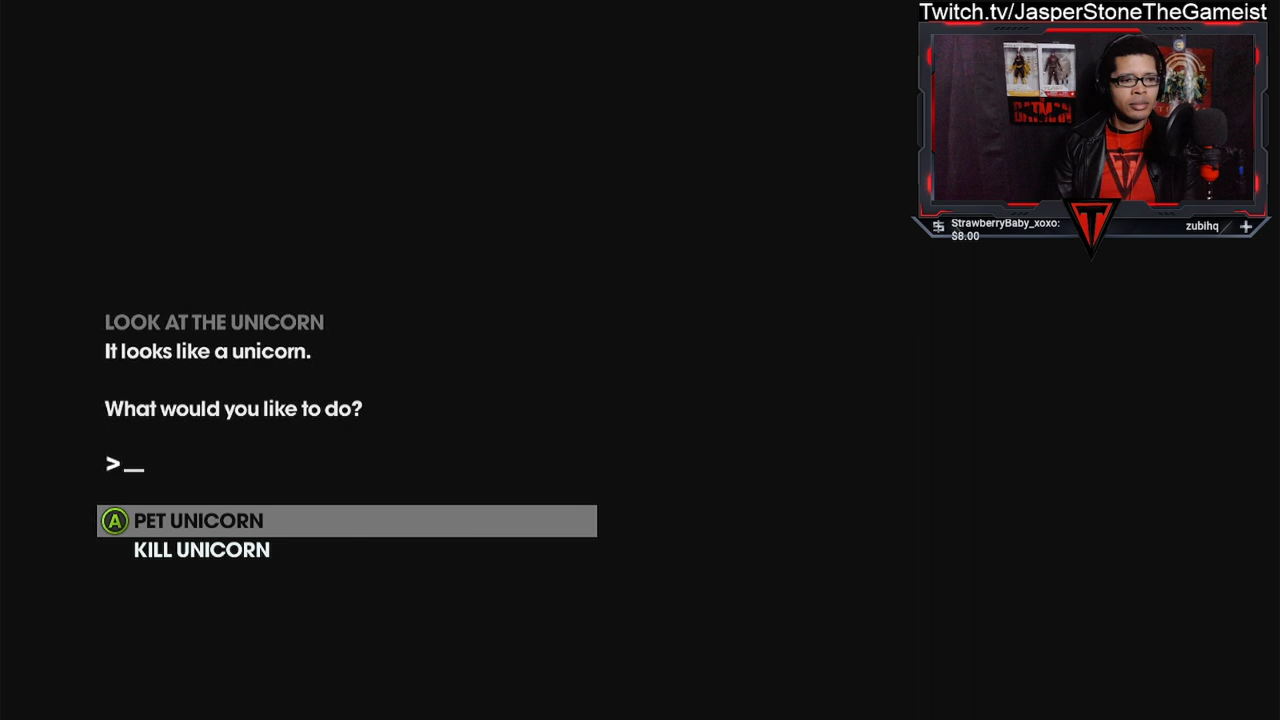 Twitch.tv/JasperStoneTheGameist
BATMAN
StrawberryBaby_xoxo:
$8.00
zubihq
LOOK AT THE UNICORN
It looks like a unicorn.
What would you like to do?
>_
A PET UNICORN
KILL UNICORN